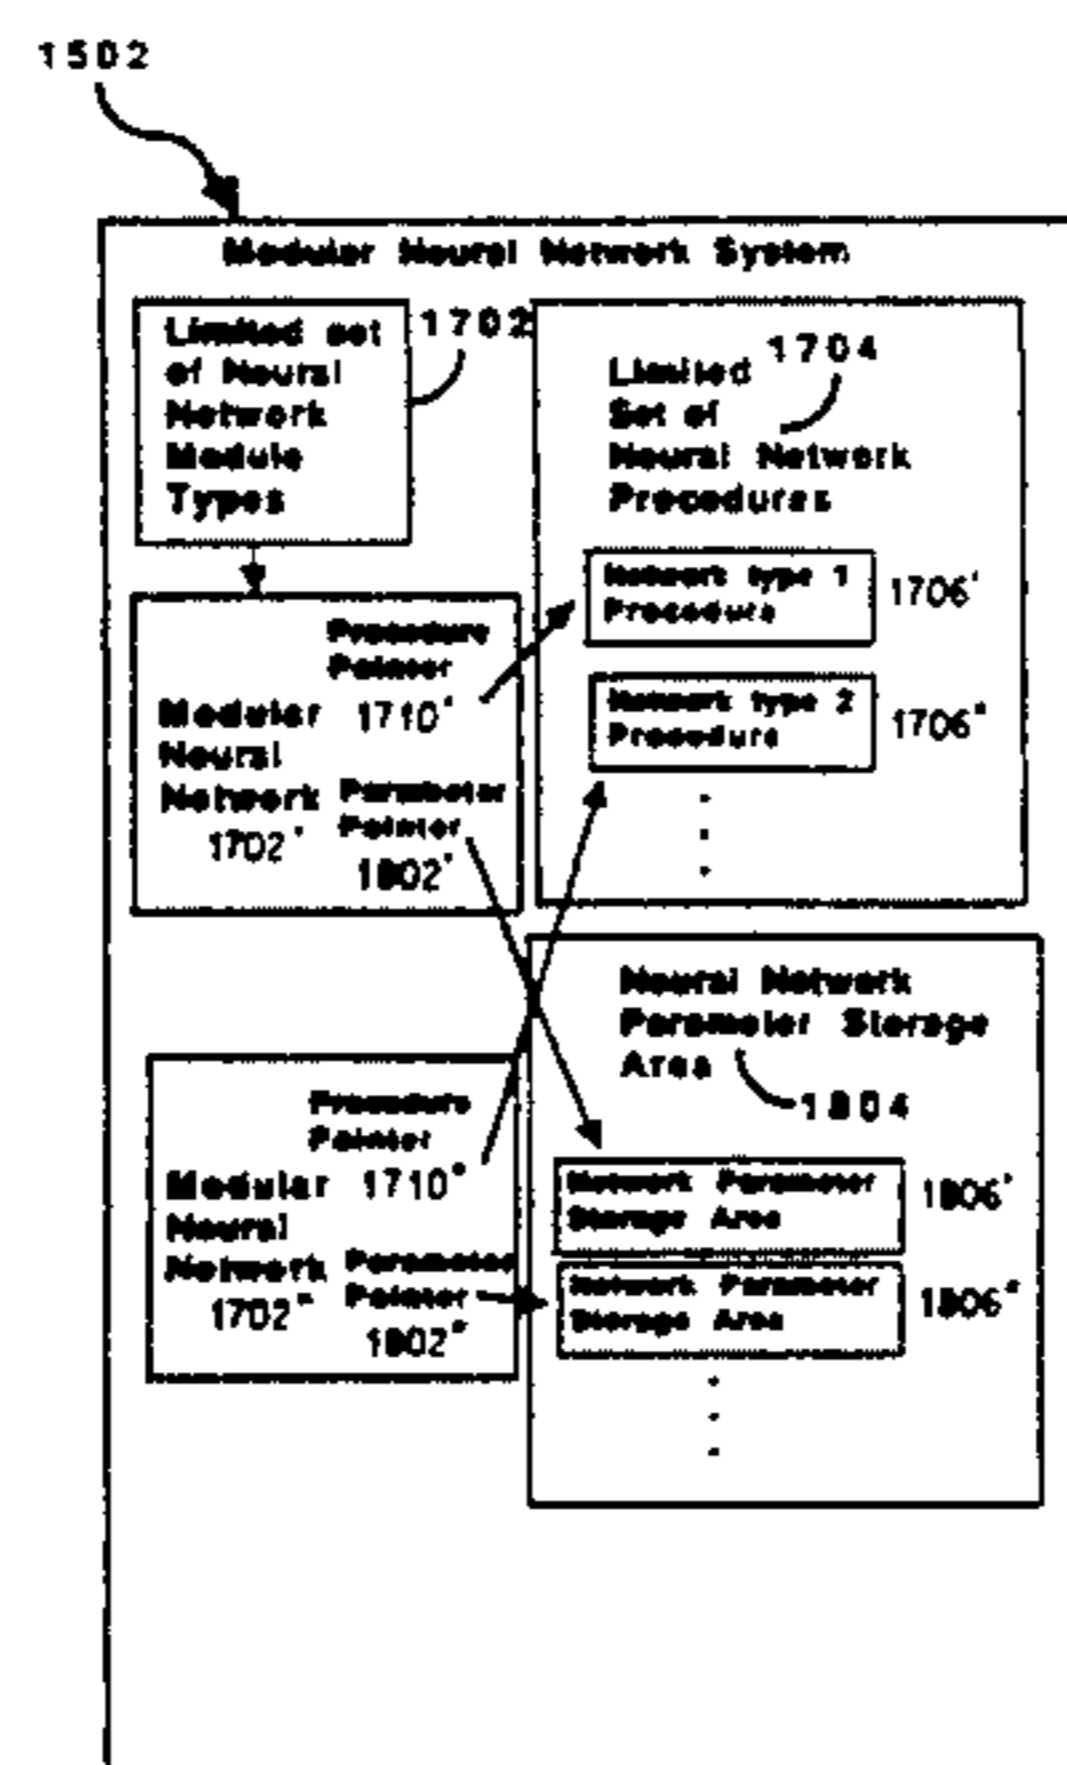 1502
Modular Neural Network System
Limited set
of Neural
Network
Module
Types
1702
1704
Limited
Set of
Neural Network
Procedures
Network type 1
Procedure
1706'
Network type 2
Procedure
1706"
Procedure
Pointer
1710'
Modular
Neural
Network
1702'
Parameter
Pointer
1802'
Neural Network
Parameter Storage
Area
1804
Procedure
Pointer
1710"
Modular
Neural
Network
1702"
Parameter
Pointer
1802"
Network Parameter
Storage Area
1806'
Network Parameter
Storage Area
1806"